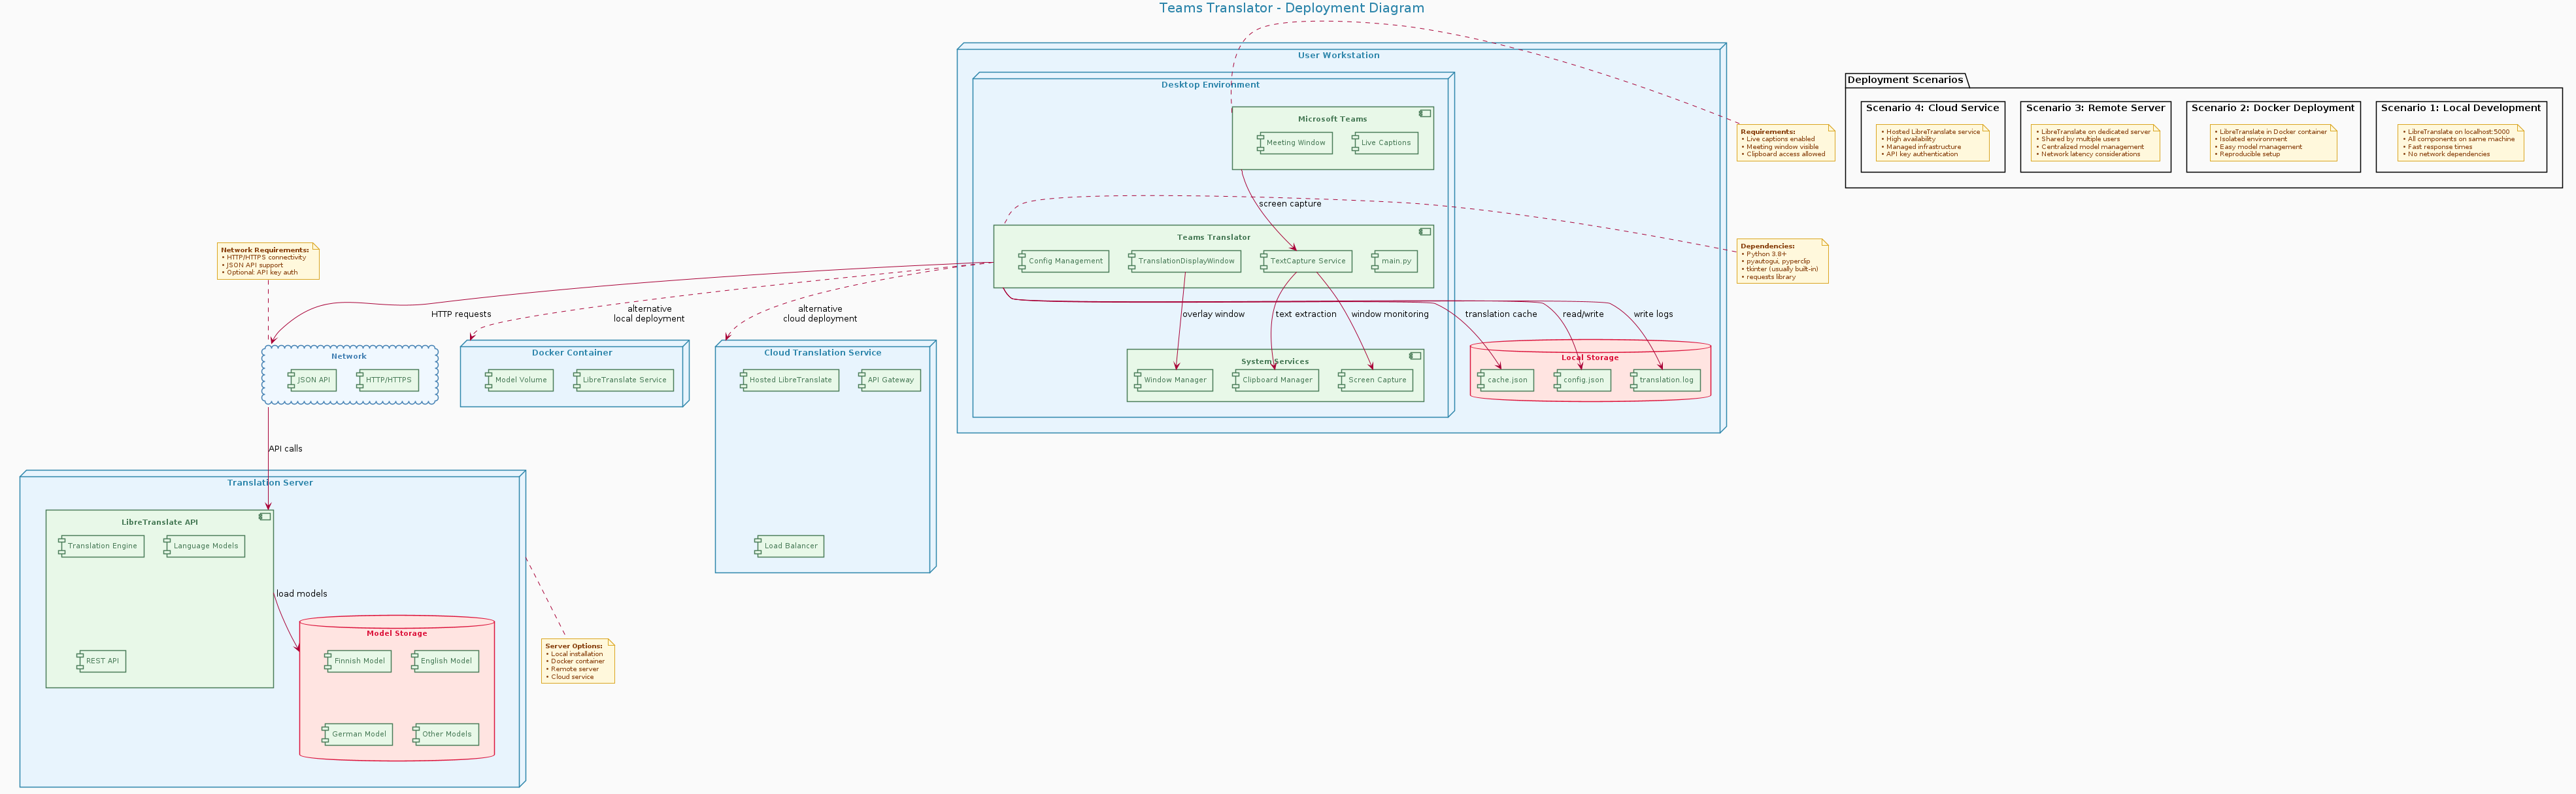 Teams Translator - Deployment Diagram
User Workstation
Desktop Environment
Microsoft Teams
Meeting Window
Live Captions
screen capture
Teams Translator
Config Management
TranslationDisplayWindow
TextCapture Service
main.py
overlay window
text extraction
window monitoring
translation cache
read/write
write logs
System Services
Window Manager
Clipboard Manager
Screen Capture
Local Storage
cache.json
config.json
translation.log
Requirements:
• Live captions enabled
• Meeting window visible
• Clipboard access allowed
Dependencies:
• Python 3.8+
• pyautogui, pyperclip
• tkinter (usually built-in)
• requests library
Deployment Scenarios
Scenario 4: Cloud Service
• Hosted LibreTranslate service
• High availability
• Managed infrastructure
• API key authentication
Scenario 3: Remote Server
• LibreTranslate on dedicated server
• Shared by multiple users
• Centralized model management
• Network latency considerations
Scenario 2: Docker Deployment
• LibreTranslate in Docker container
• Isolated environment
• Easy model management
• Reproducible setup
Scenario 1: Local Development
• LibreTranslate on localhost:5000
• All components on same machine
• Fast response times
• No network dependencies
Network Requirements:
• HTTP/HTTPS connectivity
• JSON API support
• Optional: API key auth
HTTP requests
alternative
local deployment
alternative
cloud deployment
Network
JSON API
HTTP/HTTPS
Docker Container
Model Volume
LibreTranslate Service
Cloud Translation Service
Hosted LibreTranslate
API Gateway
Load Balancer
API calls
Translation Server
LibreTranslate API
Translation Engine
Language Models
REST API
load models
Model Storage
Finnish Model
English Model
German Model
Other Models
Server Options:
• Local installation
• Docker container
• Remote server
• Cloud service